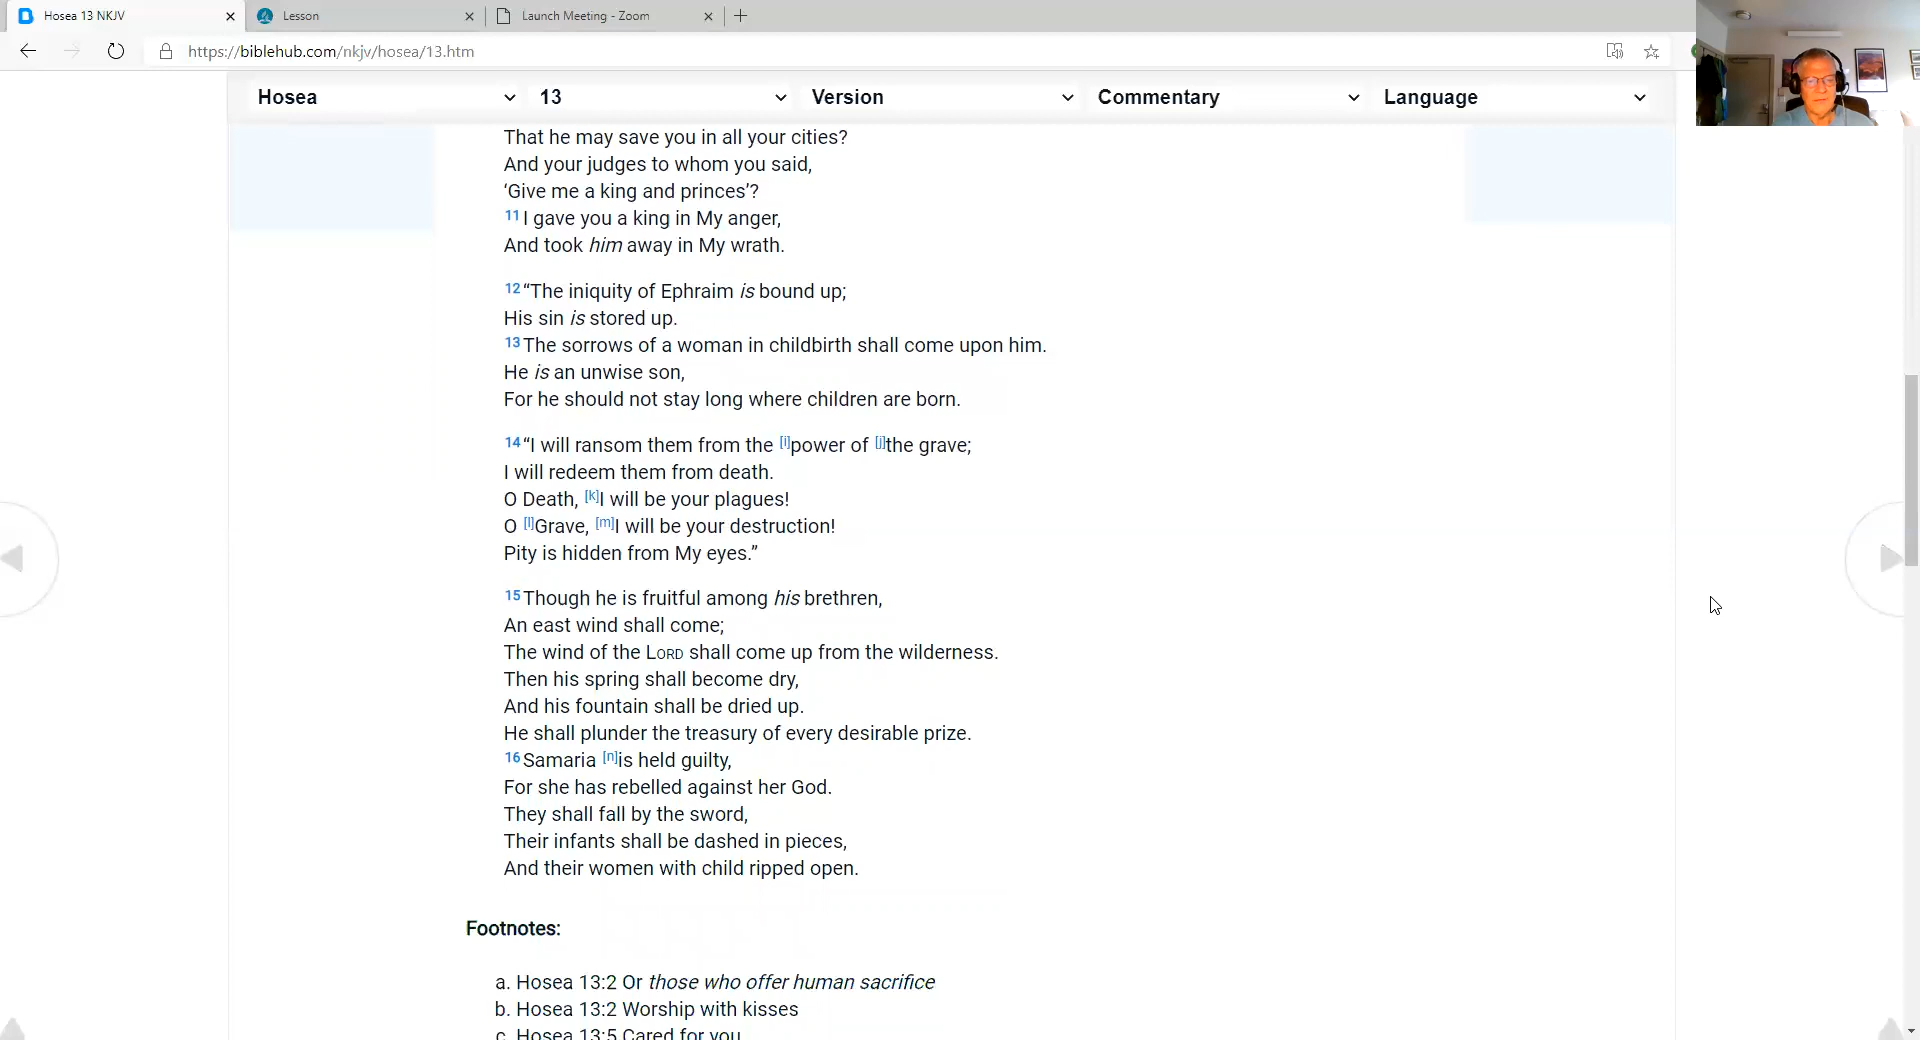 Hosea 13 NKJV
Lesson
Launch Meeting - Zoom
https://biblehub.com/nkjv/hosea/13.htm
Hosea 13 Version Commentary Language
That he may save you in all your cities?
And your judges to whom you said,
‘Give me a king and princes’?
11 I gave you a king in My anger,
And took him away in My wrath.
12 “The iniquity of Ephraim is bound up;
His sin is stored up.
13 The sorrows of a woman in childbirth shall come upon him.
He is an unwise son,
For he should not stay long where children are born.
14 “I will ransom them from the [i]power of [j]the grave;
I will redeem them from death.
O Death, [k]I will be your plagues!
O [l]Grave, [m]I will be your destruction!
Pity is hidden from My eyes.”
15 Though he is fruitful among his brethren,
An east wind shall come;
The wind of the LORD shall come up from the wilderness.
Then his spring shall become dry,
And his fountain shall be dried up.
He shall plunder the treasury of every desirable prize.
16 Samaria [n]is held guilty,
For she has rebelled against her God.
They shall fall by the sword,
Their infants shall be dashed in pieces,
And their women with child ripped open.
Footnotes:
a. Hosea 13:2 Or those who offer human sacrifice
b. Hosea 13:2 Worship with kisses
c. Hosea 13:5 Cared for you